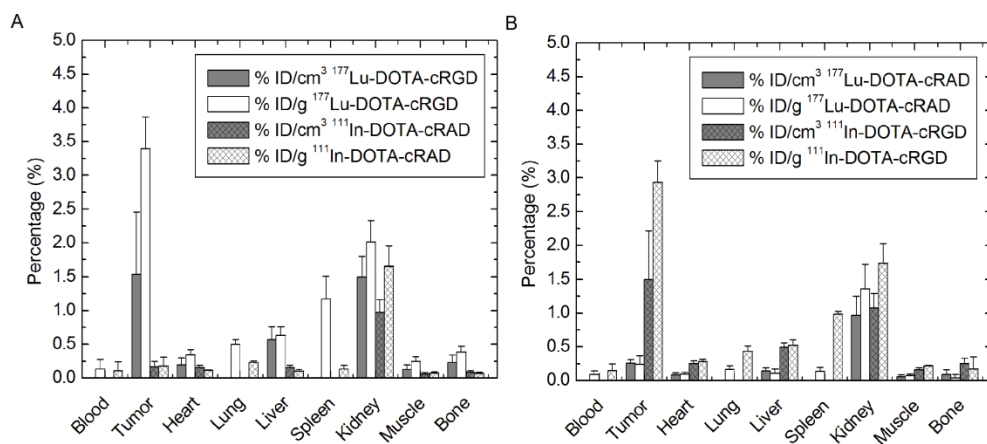 A
Percentage (%)
5.0
4.5
4.0
3.5
3.0
2.5
2.0
1.5
1.0
0.5
0.0
% ID/cm³ ¹⁷⁷Lu-DOTA-cRGD
% ID/g ¹⁷⁷Lu-DOTA-cRGD
% ID/cm³ ¹¹¹In-DOTA-cRAD
% ID/g ¹¹¹In-DOTA-cRAD
Blood
Tumor
Heart
Lung
Liver
Spleen
Kidney
Muscle
Bone
B
Percentage (%)
5.0
4.5
4.0
3.5
3.0
2.5
2.0
1.5
1.0
0.5
0.0
% ID/cm³ ¹⁷⁷Lu-DOTA-cRAD
% ID/g ¹⁷⁷Lu-DOTA-cRAD
% ID/cm³ ¹¹¹In-DOTA-cRGD
% ID/g ¹¹¹In-DOTA-cRGD
Blood
Tumor
Heart
Lung
Liver
Spleen
Kidney
Muscle
Bone